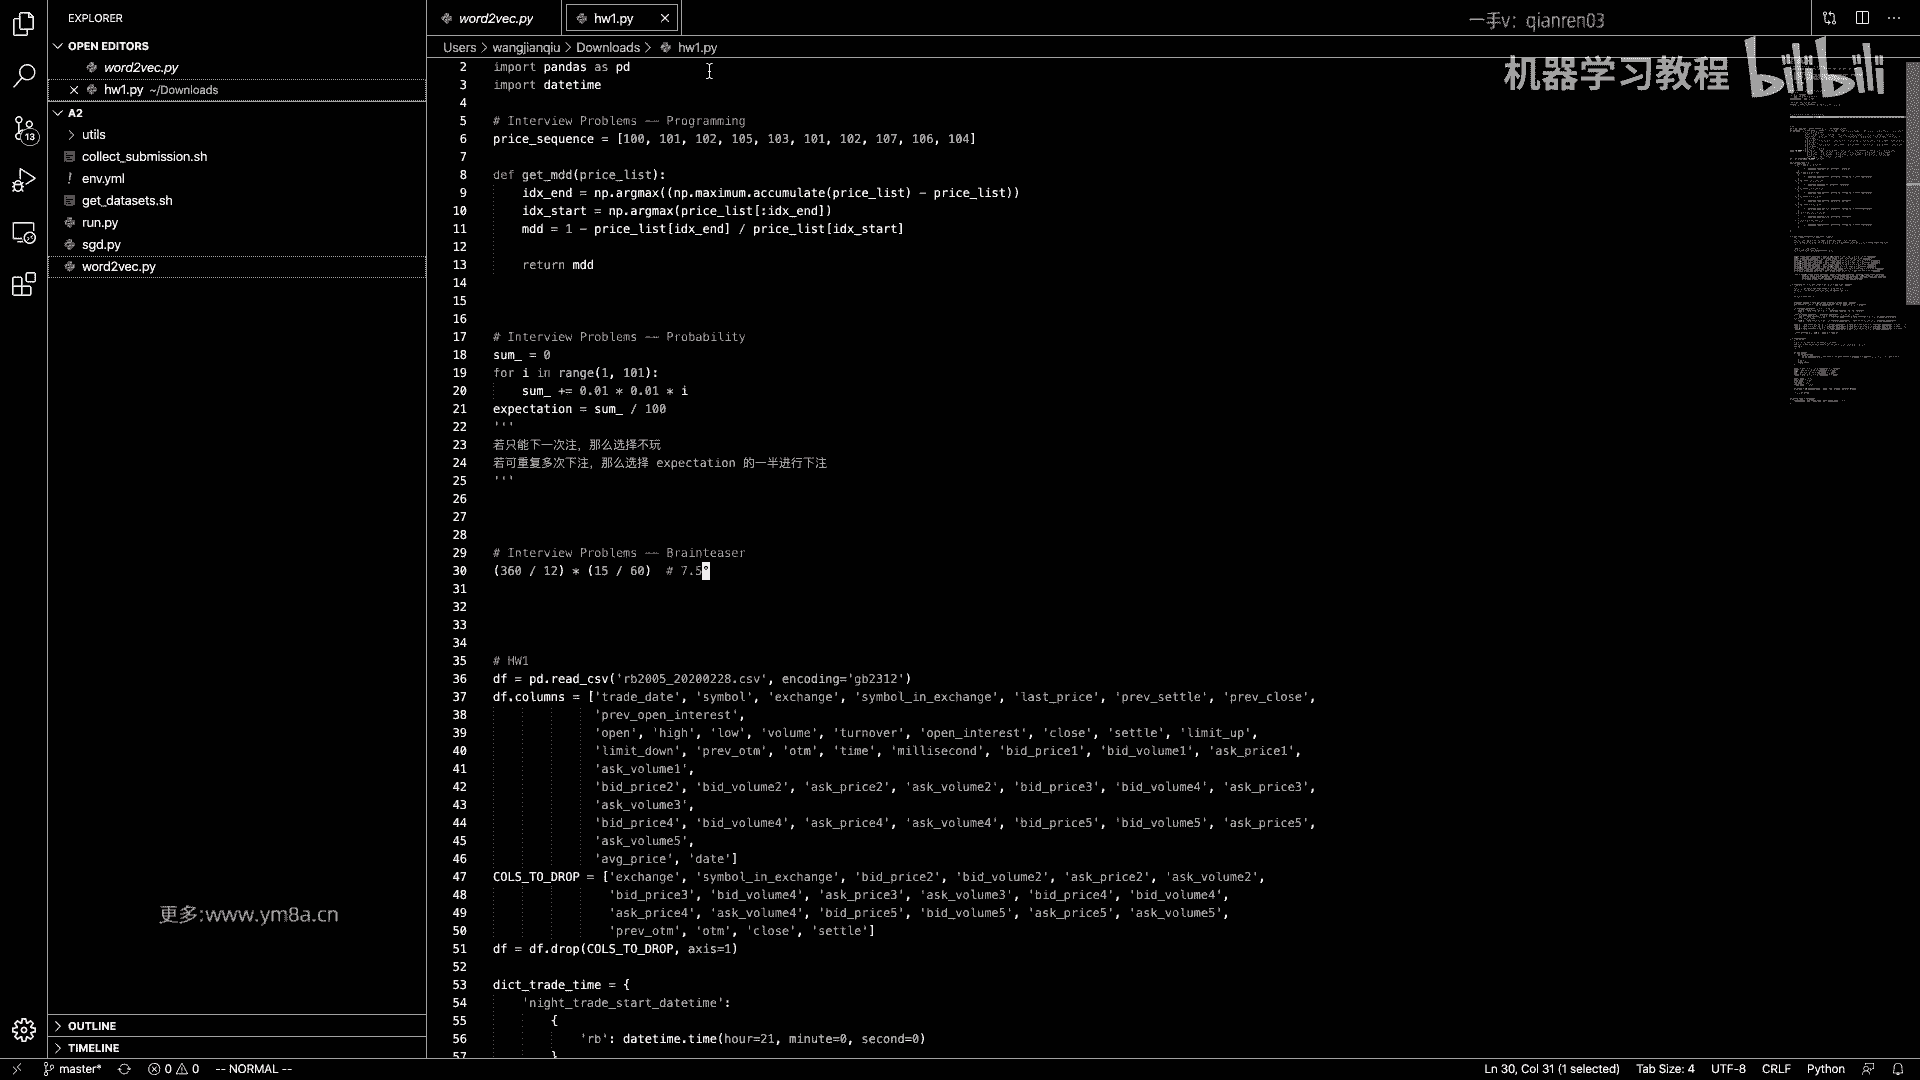 EXPLORER
OPEN EDITORS
word2vec.py
hw1.py ~/Downloads
A2
utils
collect_submission.sh
! env.yml
get_datasets.sh
run.py
sgd.py
word2vec.py
更多:www.ym8a.cn
OUTLINE
TIMELINE
word2vec.py
hw1.py
一手v：qianren03
Users > wangjianqiu > Downloads > hw1.py
机器学习教程 bilibili
2 import pandas as pd
3 import datetime
4
5 # Interview Problems —— Programming
6 price_sequence = [100, 101, 102, 105, 103, 101, 102, 107, 106, 104]
7
8 def get_mdd(price_list):
9 idx_end = np.argmax((np.maximum.accumulate(price_list) - price_list))
10 idx_start = np.argmax(price_list[:idx_end])
11 mdd = 1 - price_list[idx_end] / price_list[idx_start]
12
13 return mdd
14
15
16
17 # Interview Problems —— Probability
18 sum_ = 0
19 for i in range(1, 101):
20 sum_ += 0.01 * 0.01 * i
21 expectation = sum_ / 100
22 '''
23 若只能下一次注，那么选择不玩
24 若可重复多次下注，那么选择 expectation 的一半进行下注
25 '''
26
27
28
29 # Interview Problems —— Brainteaser
30 (360 / 12) * (15 / 60) # 7.5°
31
32
33
34
35 # HW1
36 df = pd.read_csv('rb2005_20200228.csv', encoding='gb2312')
37 df.columns = ['trade_date', 'symbol', 'exchange', 'symbol_in_exchange', 'last_price', 'prev_settle', 'prev_close',
38 'prev_open_interest',
39 'open', 'high', 'low', 'volume', 'turnover', 'open_interest', 'close', 'settle', 'limit_up',
40 'limit_down', 'prev_otm', 'otm', 'time', 'millisecond', 'bid_price1', 'bid_volume1', 'ask_price1',
41 'ask_volume1',
42 'bid_price2', 'bid_volume2', 'ask_price2', 'ask_volume2', 'bid_price3', 'bid_volume4', 'ask_price3',
43 'ask_volume3',
44 'bid_price4', 'bid_volume4', 'ask_price4', 'ask_volume4', 'bid_price5', 'bid_volume5', 'ask_price5',
45 'ask_volume5',
46 'avg_price', 'date']
47 COLS_TO_DROP = ['exchange', 'symbol_in_exchange', 'bid_price2', 'bid_volume2', 'ask_price2', 'ask_volume2',
48 'bid_price3', 'bid_volume4', 'ask_price3', 'ask_volume3', 'bid_price4', 'bid_volume4',
49 'ask_price4', 'ask_volume4', 'bid_price5', 'bid_volume5', 'ask_price5', 'ask_volume5',
50 'prev_otm', 'otm', 'close', 'settle']
51 df = df.drop(COLS_TO_DROP, axis=1)
52
53 dict_trade_time = {
54 'night_trade_start_datetime':
55 {
56 'rb': datetime.time(hour=21, minute=0, second=0)
57 }
13
master* 0 0 -- NORMAL --
Ln 30, Col 31 (1 selected) Tab Size: 4 UTF-8 CRLF Python